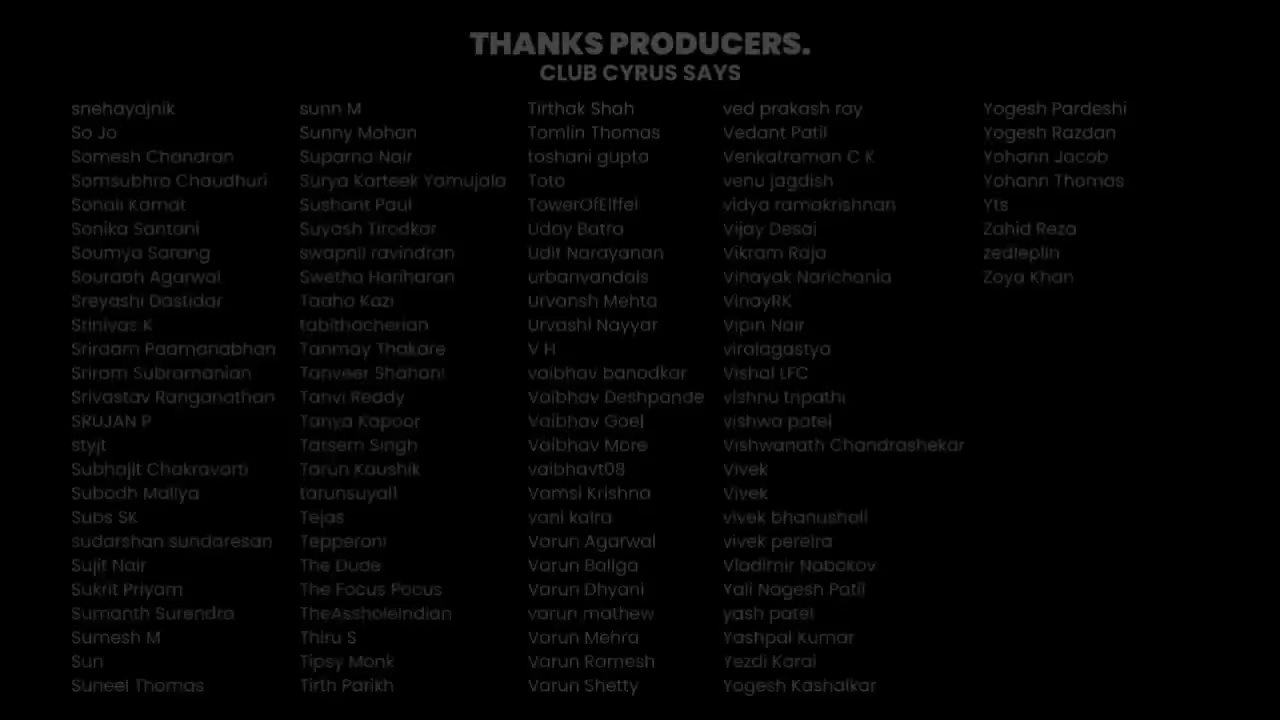 THANKS PRODUCERS.
CLUB CYRUS SAYS
snehayajnik
So Jo
Somesh Chandran
Somsubhra Chaudhuri
Sonali Kamat
Sonika Santani
Soumya Sarang
Sourabh Agarwal
Sreyashi Dastidar
Srinivas K
Sriraam Paamanabhan
Sriram Subramanian
Srivastav Ranganathan
SRUJAN P
styjt
Subhajit Chakravarti
Subodh Maliya
Subs SK
sudarshan sundaresan
Sujit Nair
Sukrit Priyam
Sumanth Surendra
Sumesh M
Sun
Suneel Thomas
sunn M
Sunny Mohan
Suparna Nair
Surya Karteek Yamujala
Sushant Paul
Suyash Tirodkar
swapnil ravindran
Swetha Hariharan
Taaha Kazi
tabithacherian
Tanmay Thakare
Tanveer Shahani
Tanvi Reddy
Tanya Kapoor
Tarsem Singh
Tarun Kaushik
tarunsuyal1
Tejas
Tepperoni
The Dude
The Focus Pocus
TheAssholeIndian
Thiru S
Tipsy Monk
Tirth Parikh
Tirthak Shah
Tomlin Thomas
toshani gupta
Toto
TowerOfEiffel
Uday Batra
Udit Narayanan
urbanvandals
Urvansh Mehta
Urvashi Nayyar
V H
vaibhav banodkar
Vaibhav Deshpande
Vaibhav Goel
Vaibhav More
vaibhavt08
Vamsi Krishna
vani kalra
Varun Agarwal
Varun Baliga
Varun Dhyani
varun mathew
Varun Mehra
Varun Ramesh
Varun Shetty
ved prakash ray
Vedant Patil
Venkatraman C K
venu jagdish
vidya ramakrishnan
Vijay Desai
Vikram Raja
Vinayak Narichania
VinayRK
Vipin Nair
viralagastya
Vishal LFC
vishnu tripathi
vishwa patel
Vishwanath Chandrashekar
Vivek
Vivek
vivek bhanushali
vivek pereira
Vladimir Nabokov
Yali Nagesh Patil
yash patel
Yashpal Kumar
Yezdi Karai
Yogesh Kashalkar
Yogesh Pardeshi
Yogesh Razdan
Yohann Jacob
Yohann Thomas
Yts
Zahid Reza
zedleplin
Zoya Khan